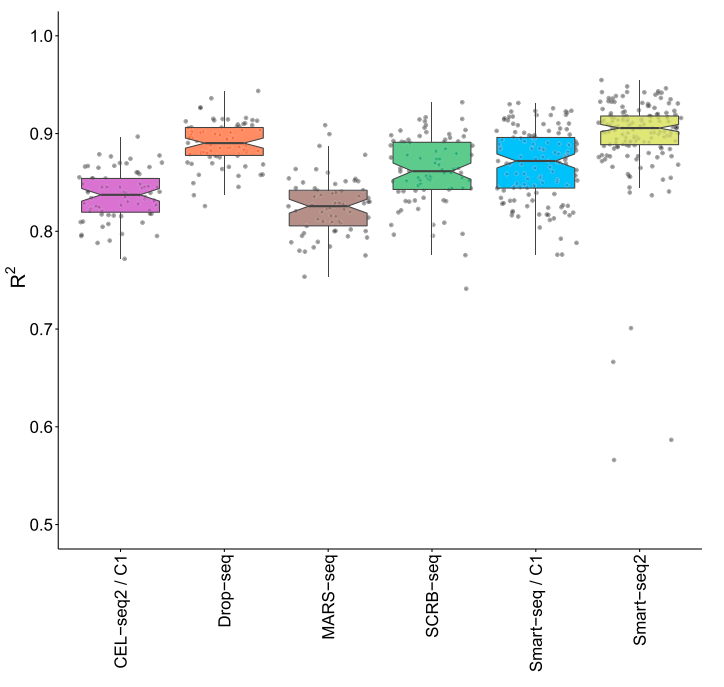 1.0
0.9
0.8
0.7
0.6
0.5
R²
CEL−seq2 / C1
Drop−seq
MARS−seq
SCRB−seq
Smart−seq / C1
Smart−seq2